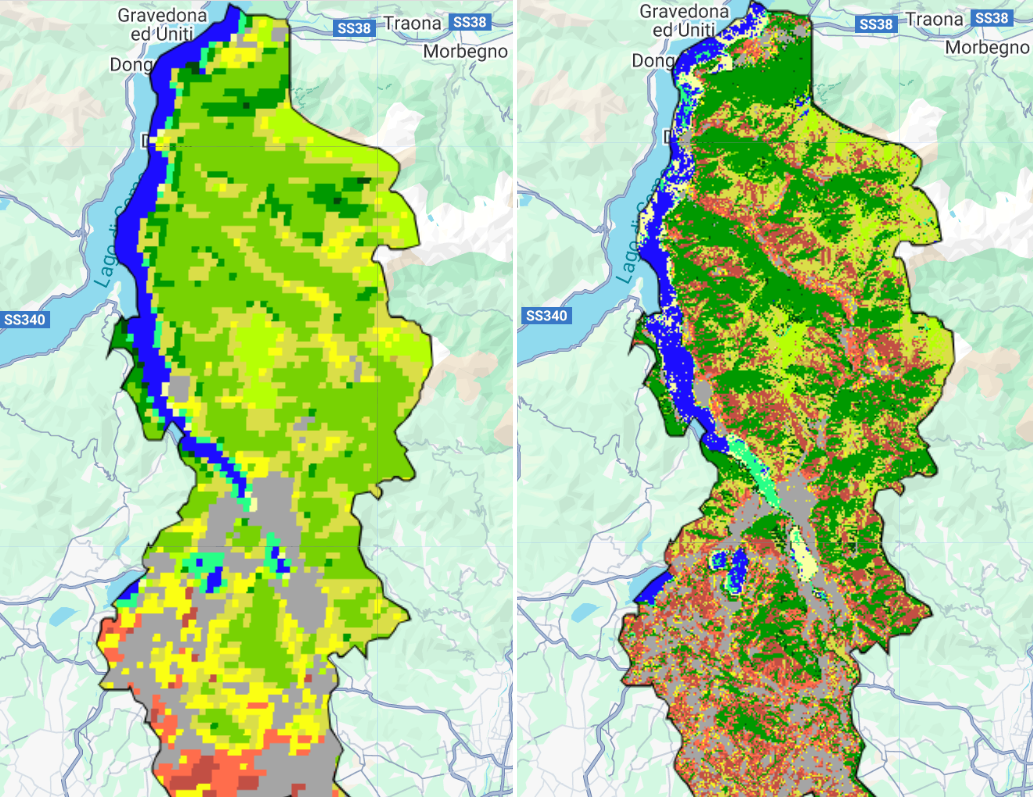 Gravedona
ed Uniti
SS38
Traona
SS38
Morbegno
Dong
D
Lago di
SS340
Gravedona
ed Uniti
SS38
Traona
SS38
Morbegno
Dong
Lago
SS340